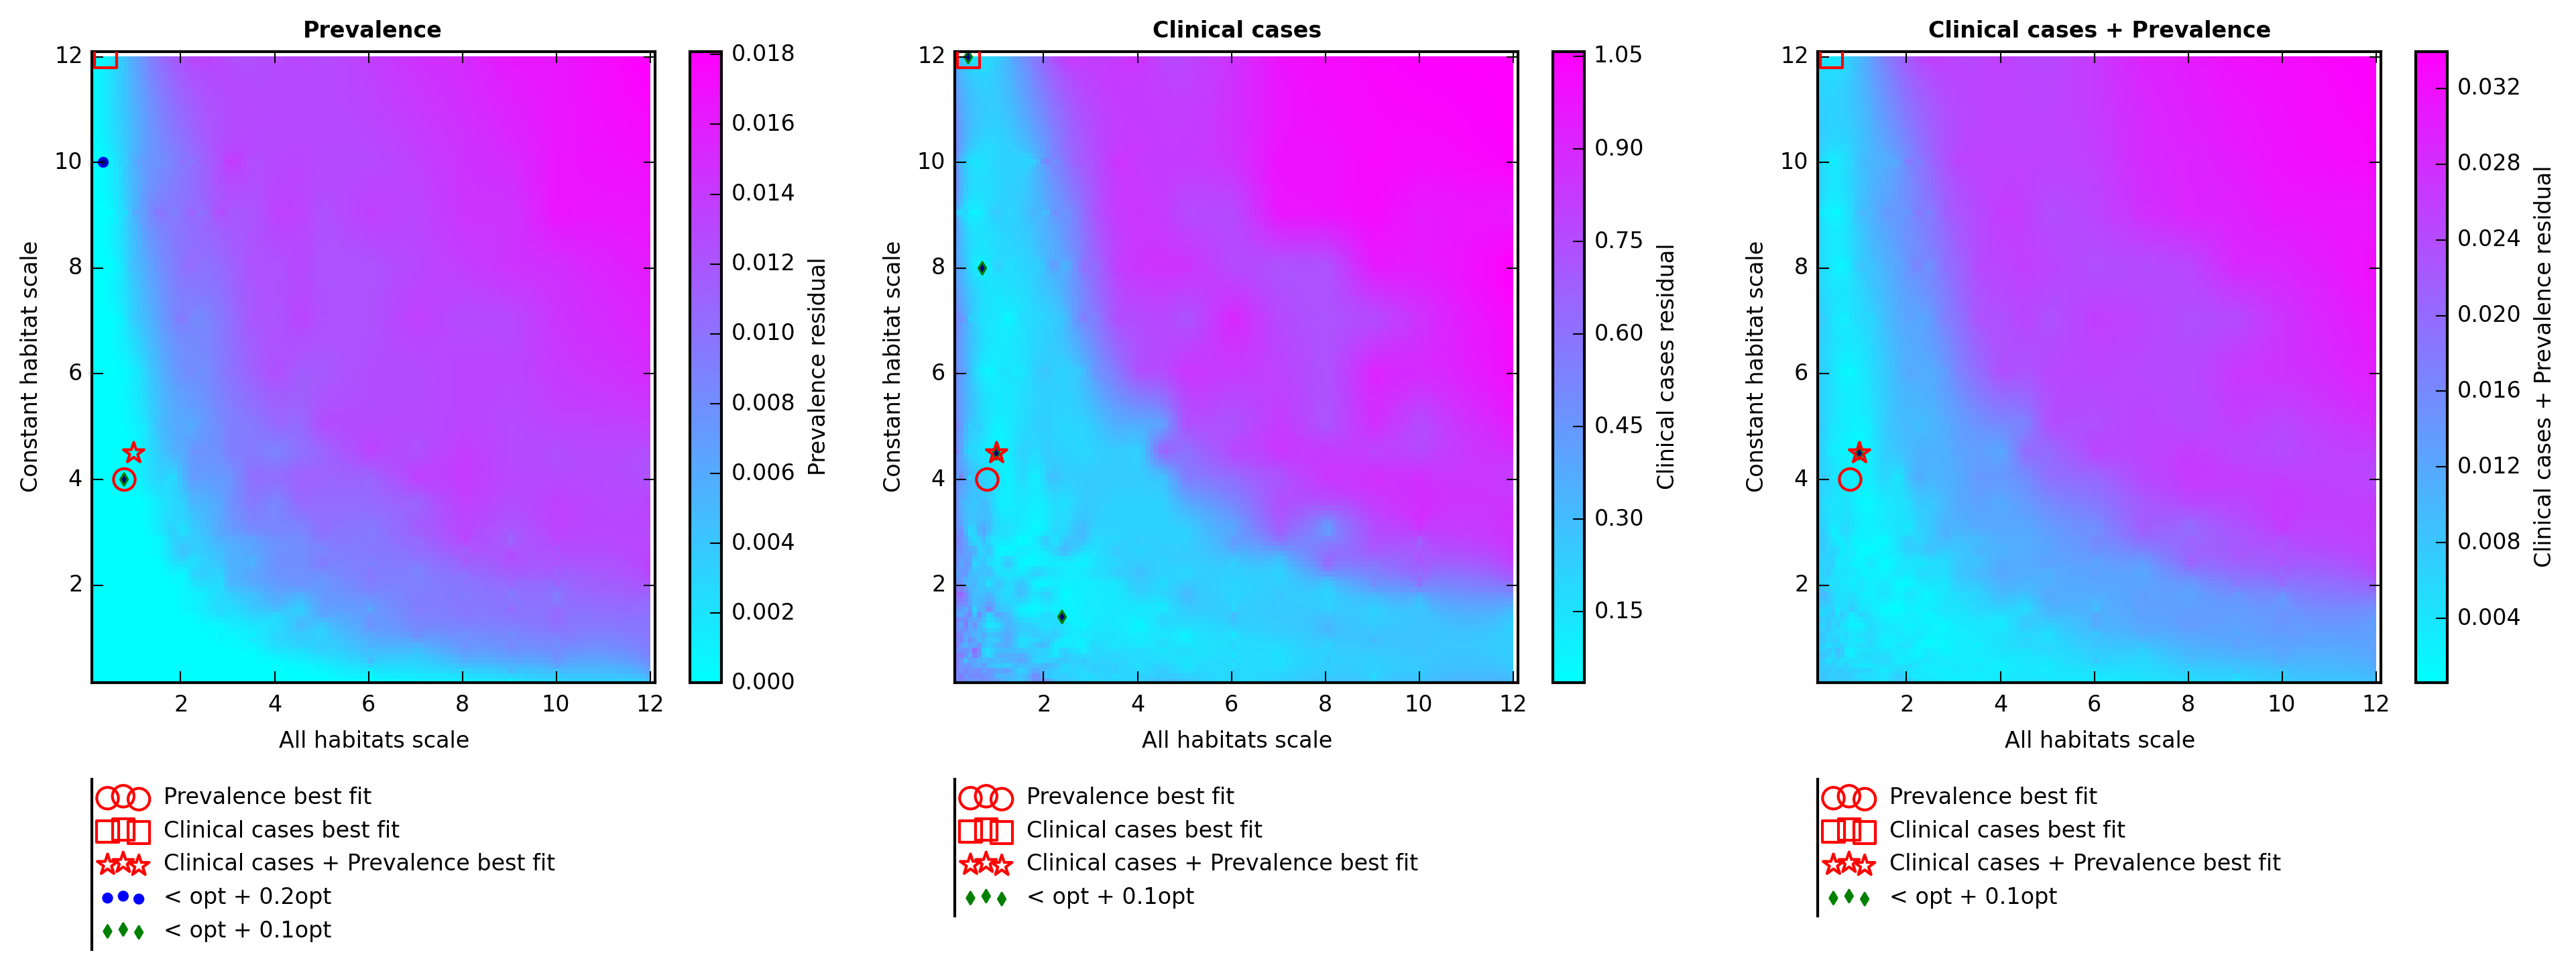 Prevalence
Clinical cases
Clinical cases + Prevalence
12
10
8
6
4
2
Constant habitat scale
2
4
6
8
10
12
All habitats scale
0.018
0.016
0.014
0.012
0.010
0.008
0.006
0.004
0.002
0.000
Prevalence residual
12
10
8
6
4
2
Constant habitat scale
2
4
6
8
10
12
All habitats scale
1.05
0.90
0.75
0.60
0.45
0.30
0.15
Clinical cases residual
12
10
8
6
4
2
Constant habitat scale
2
4
6
8
10
12
All habitats scale
0.032
0.028
0.024
0.020
0.016
0.012
0.008
0.004
Clinical cases + Prevalence residual
Prevalence best fit
Clinical cases best fit
Clinical cases + Prevalence best fit
< opt + 0.2opt
< opt + 0.1opt
Prevalence best fit
Clinical cases best fit
Clinical cases + Prevalence best fit
< opt + 0.1opt
Prevalence best fit
Clinical cases best fit
Clinical cases + Prevalence best fit
< opt + 0.1opt